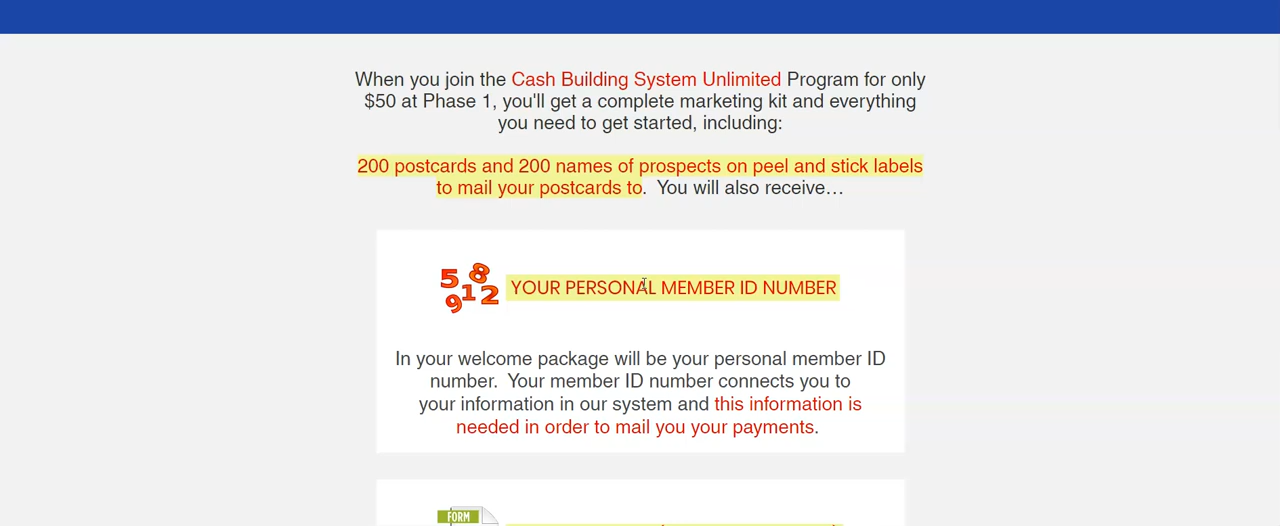 When you join the Cash Building System Unlimited Program for only
$50 at Phase 1, you'll get a complete marketing kit and everything
you need to get started, including:
200 postcards and 200 names of prospects on peel and stick labels
to mail your postcards to.  You will also receive…
5 8 9 1 2
YOUR PERSONAL MEMBER ID NUMBER
In your welcome package will be your personal member ID
number.  Your member ID number connects you to
your information in our system and this information is
needed in order to mail you your payments.
FORM